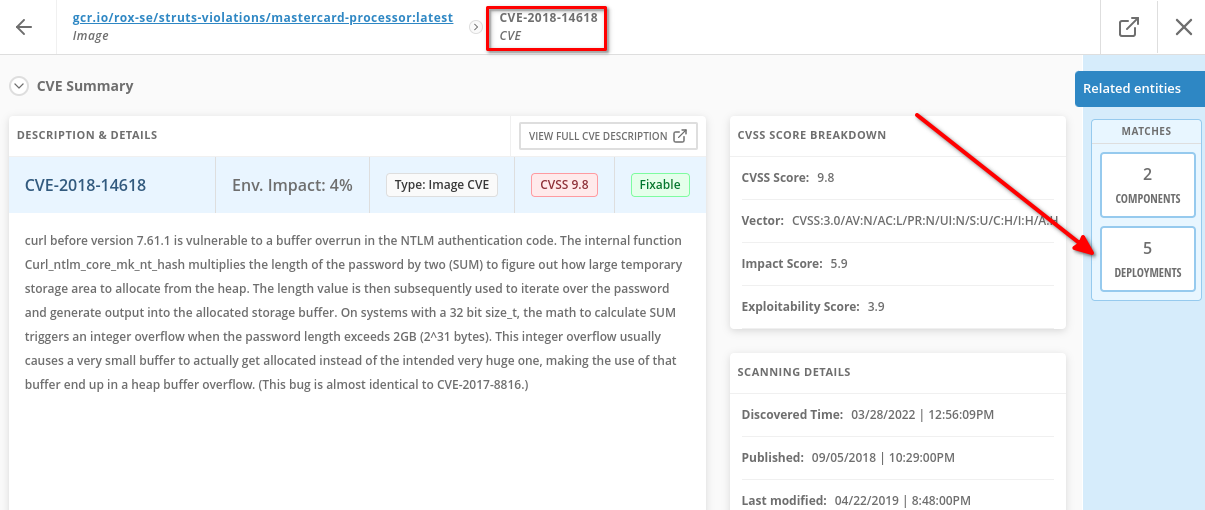 gcr.io/rox-se/struts-violations/mastercard-processor:latest
Image
CVE-2018-14618
CVE
CVE Summary
Related entities
DESCRIPTION & DETAILS
VIEW FULL CVE DESCRIPTION
CVE-2018-14618
Env. Impact: 4%
Type: Image CVE
CVSS 9.8
Fixable
curl before version 7.61.1 is vulnerable to a buffer overrun in the NTLM authentication code. The internal function
Curl_ntlm_core_mk_nt_hash multiplies the length of the password by two (SUM) to figure out how large temporary
storage area to allocate from the heap. The length value is then subsequently used to iterate over the password
and generate output into the allocated storage buffer. On systems with a 32 bit size_t, the math to calculate SUM
triggers an integer overflow when the password length exceeds 2GB (2^31 bytes). This integer overflow usually
causes a very small buffer to actually get allocated instead of the intended very huge one, making the use of that
buffer end up in a heap buffer overflow. (This bug is almost identical to CVE-2017-8816.)
CVSS SCORE BREAKDOWN
CVSS Score: 9.8
Vector: CVSS:3.0/AV:N/AC:L/PR:N/UI:N/S:U/C:H/I:H/A:H
Impact Score: 5.9
Exploitability Score: 3.9
SCANNING DETAILS
Discovered Time: 03/28/2022 | 12:56:09PM
Published: 09/05/2018 | 10:29:00PM
Last modified: 04/22/2019 | 8:48:00PM
MATCHES
2
COMPONENTS
5
DEPLOYMENTS